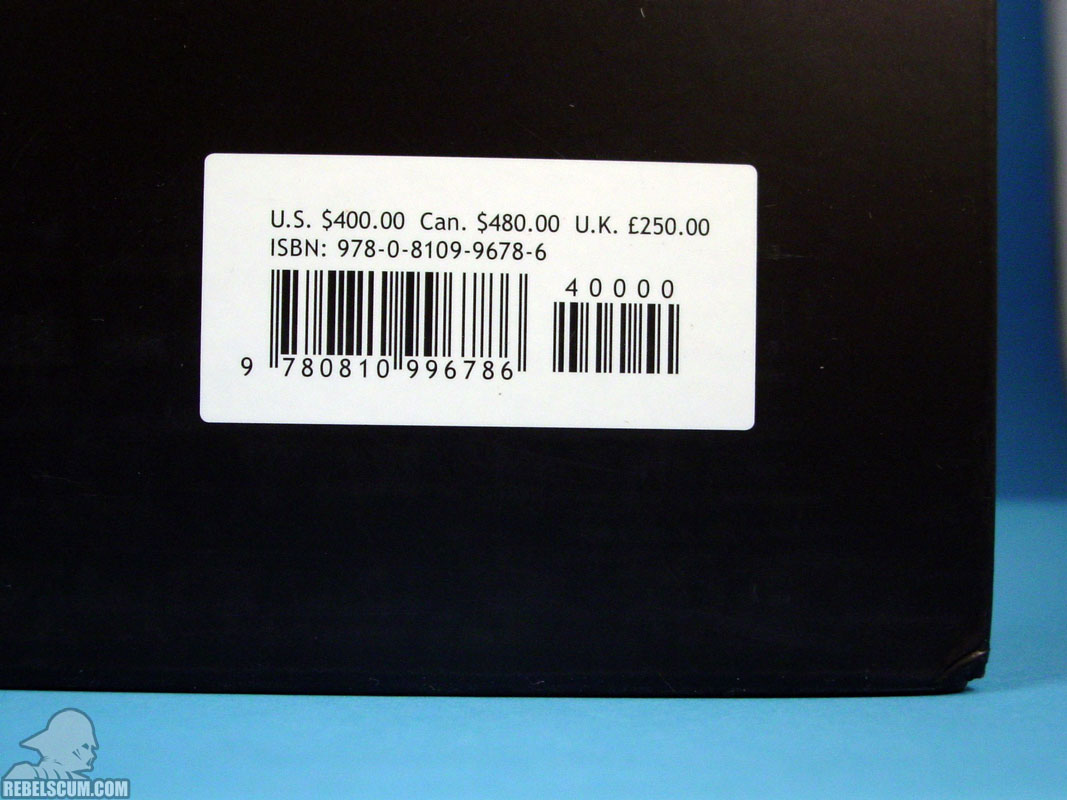 U.S. $400.00 Can. $480.00 U.K. £250.00
ISBN: 978-0-8109-9678-6
40000
9 780810 996786
REBELSCUM.COM